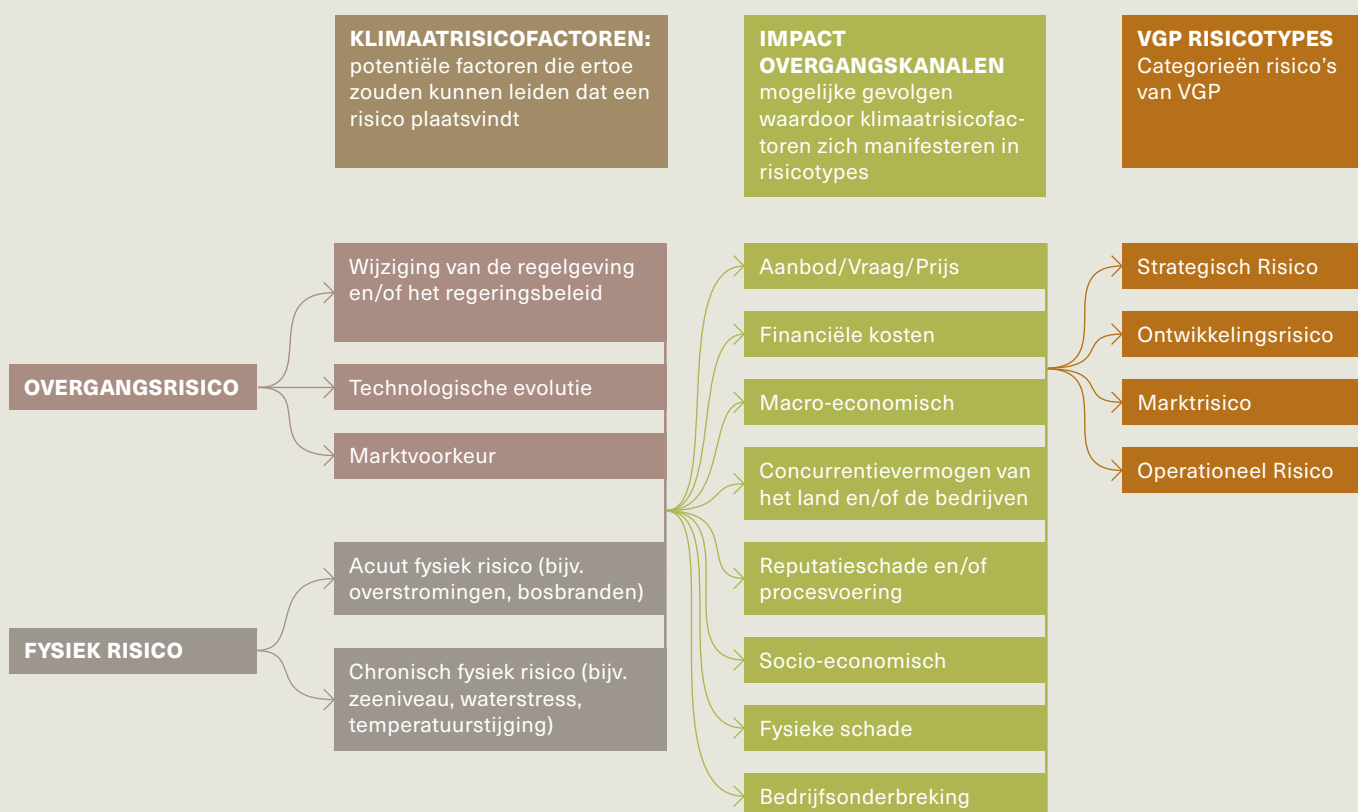 KLIMAATRISICOFACTOREN:
potentiële factoren die ertoe
zouden kunnen leiden dat een
risico plaatsvindt
IMPACT
OVERGANGSKANALEN
mogelijke gevolgen
waardoor klimaatrisicofac-
toren zich manifesteren in
risicotypes
VGP RISICOTYPES
Categorieën risico's
van VGP
OVERGANGSRISICO
FYSIEK RISICO
Wijziging van de regelgeving
en/of het regeringsbeleid
Technologische evolutie
Marktvoorkeur
Acuut fysiek risico (bijv.
overstromingen, bosbranden)
Chronisch fysiek risico (bijv.
zeeniveau, waterstress,
temperatuurstijging)
Aanbod/Vraag/Prijs
Financiële kosten
Macro-economisch
Concurrentievermogen van
het land en/of de bedrijven
Reputatieschade en/of
procesvoering
Socio-economisch
Fysieke schade
Bedrijfsonderbreking
Strategisch Risico
Ontwikkelingsrisico
Marktrisico
Operationeel Risico